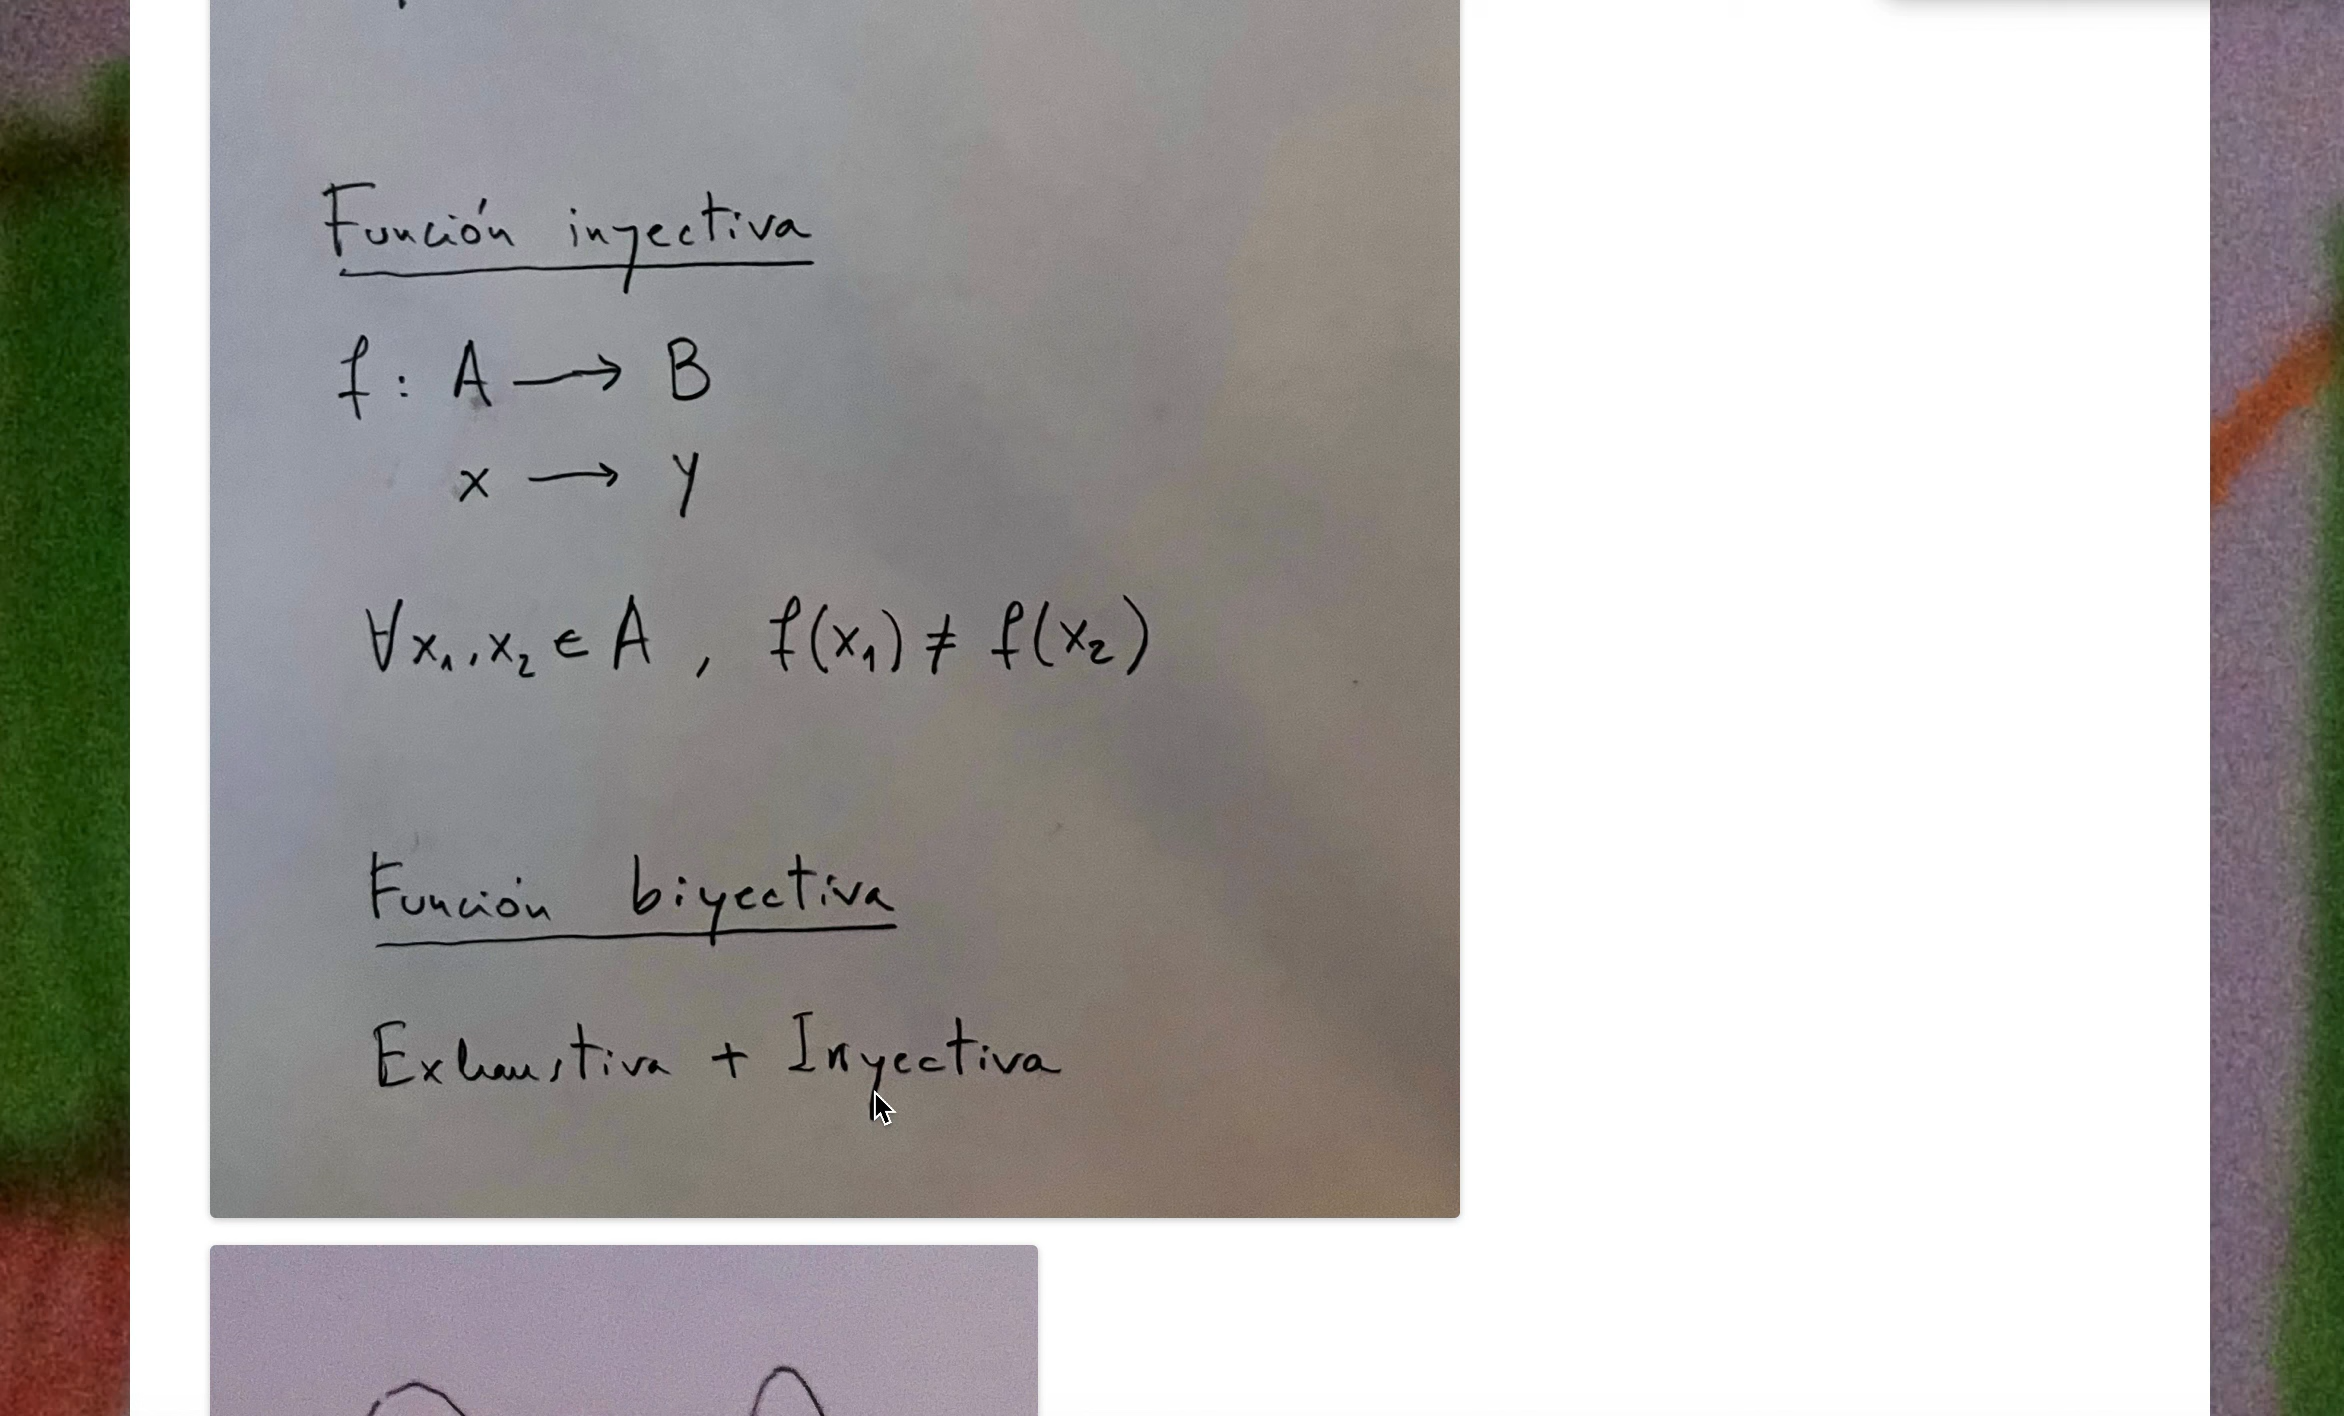 Función inyectiva
f: A → B
x → y
∀x₁,x₂ ∈ A , f(x₁) ≠ f(x₂)
Función biyectiva
Exhaustiva + Inyectiva